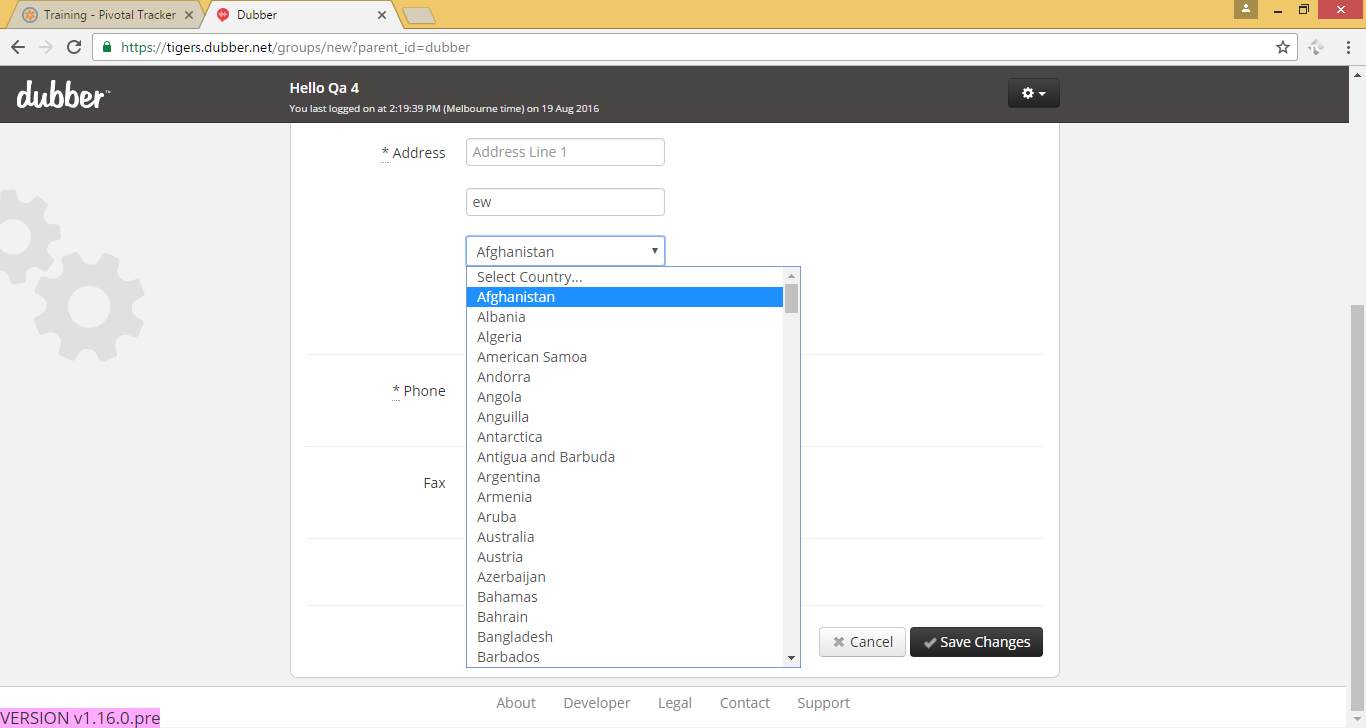 Training - Pivotal Tracker
Dubber
https://tigers.dubber.net/groups/new?parent_id=dubber
dubber™
Hello Qa 4
You last logged on at 2:19:39 PM (Melbourne time) on 19 Aug 2016
* Address
Address Line 1
ew
Afghanistan
Select Country...
Afghanistan
Albania
Algeria
American Samoa
Andorra
Angola
Anguilla
Antarctica
Antigua and Barbuda
Argentina
Armenia
Aruba
Australia
Austria
Azerbaijan
Bahamas
Bahrain
Bangladesh
Barbados
* Phone
Fax
Cancel
Save Changes
About
Developer
Legal
Contact
Support
VERSION v1.16.0.pre